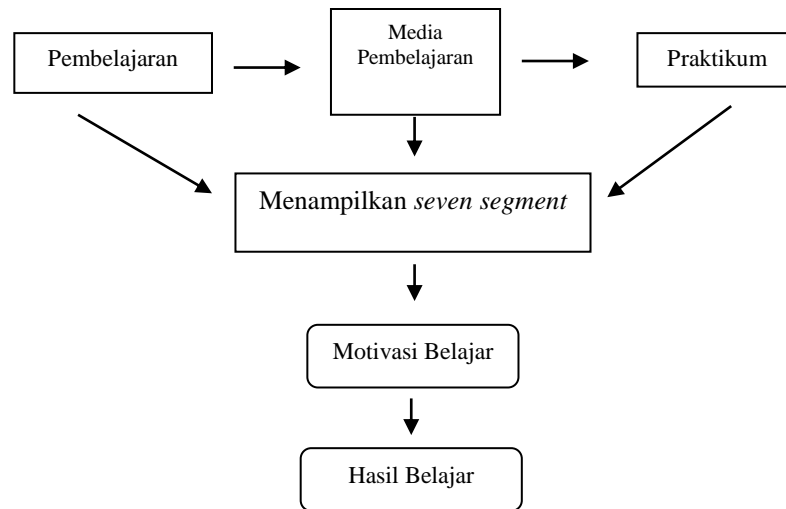 Pembelajaran
Media
Pembelajaran
Praktikum
Menampilkan seven segment
Motivasi Belajar
Hasil Belajar